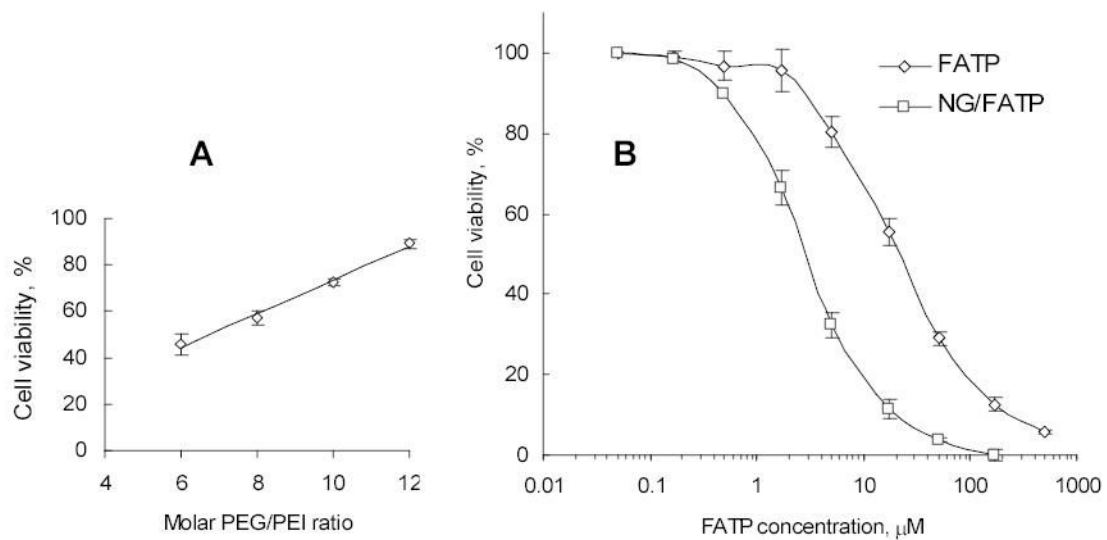 A
Cell viability, %
100
80
60
40
20
0
4
6
8
10
12
Molar PEG/PEI ratio
B
Cell viability, %
100
80
60
40
20
0
0.01
0.1
1
10
100
1000
FATP concentration, μM
FATP
NG/FATP